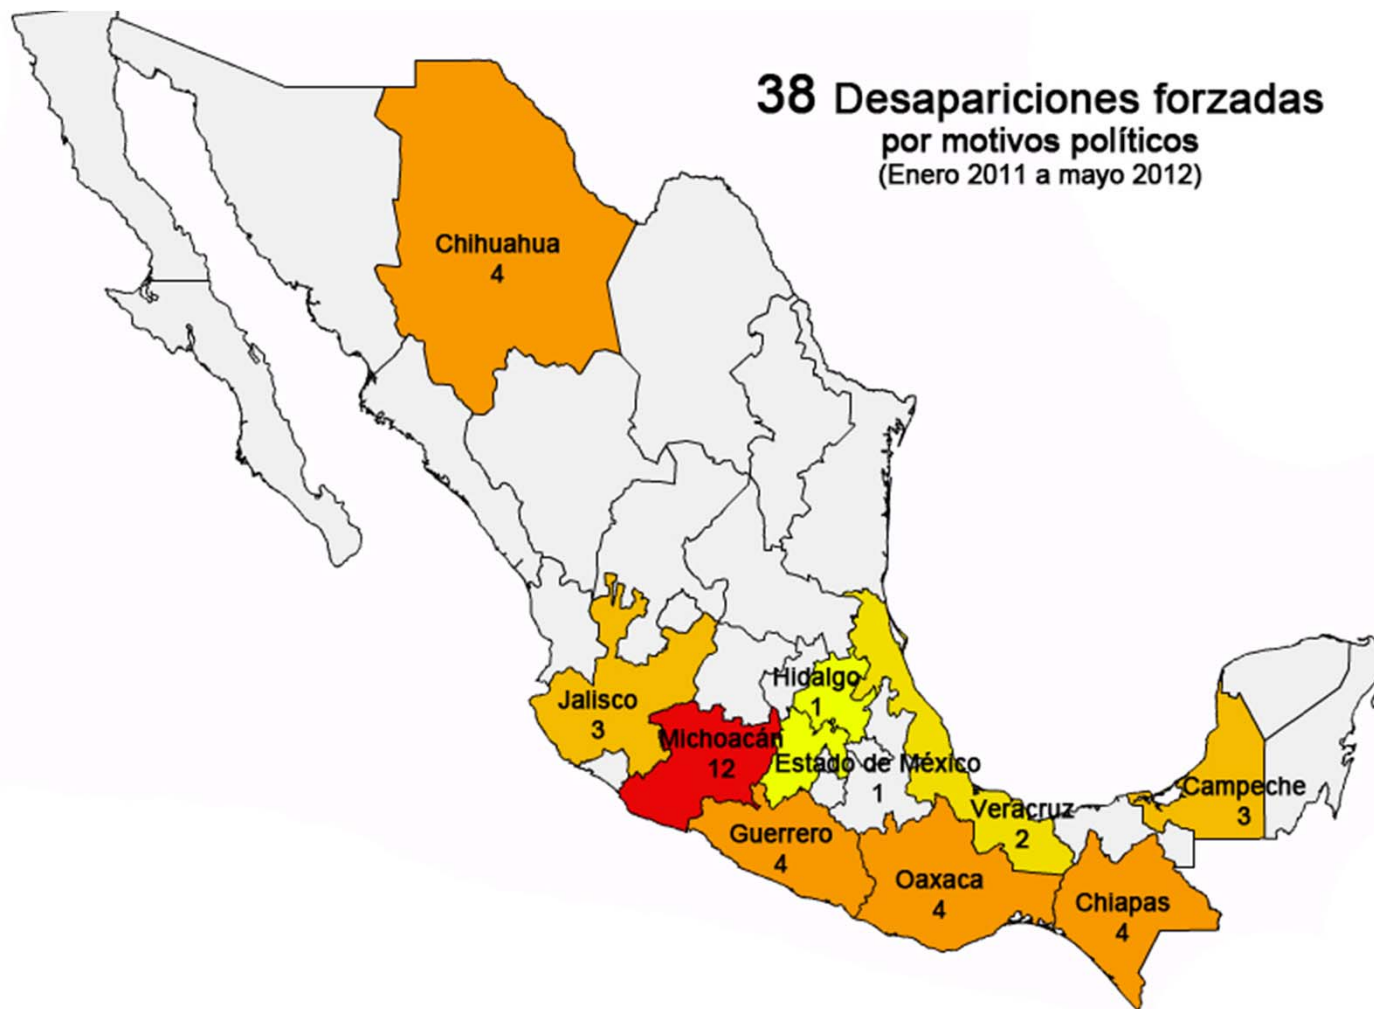 38 Desapariciones forzadas
por motivos políticos
(Enero 2011 a mayo 2012)
Chihuahua
4
Hidalgo
1
Jalisco
3
Michoacán
12
Estado de México
1
Campeche
3
Veracruz
2
Guerrero
4
Oaxaca
4
Chiapas
4